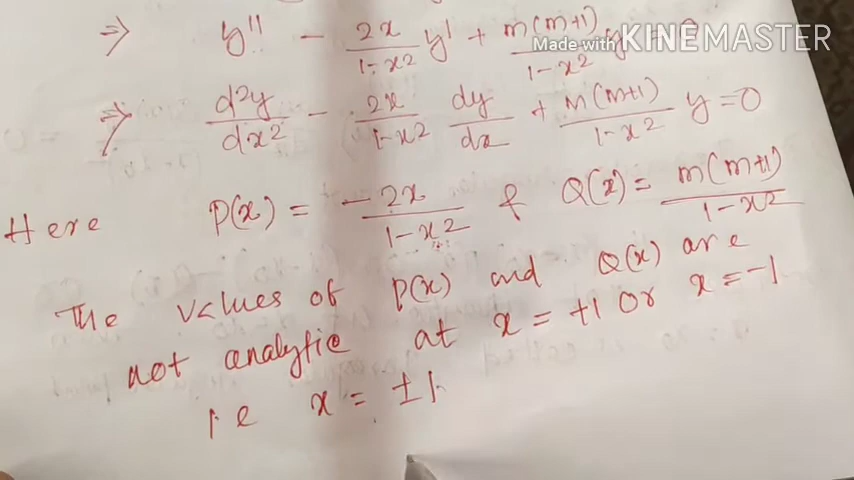 ⇒ y'' - 2x/(1-x²) y' + m(m+1)/(1-x²) y
Made with KINEMASTER
⇒ d²y/dx² - 2x/(1-x²) dy/dx + m(m+1)/(1-x²) y = 0
Here P(x) = -2x/(1-x²) & Q(x) = m(m+1)/(1-x²)
The values of P(x) and Q(x) are
not analytic at x = +1 or x = -1
i e x = ±1